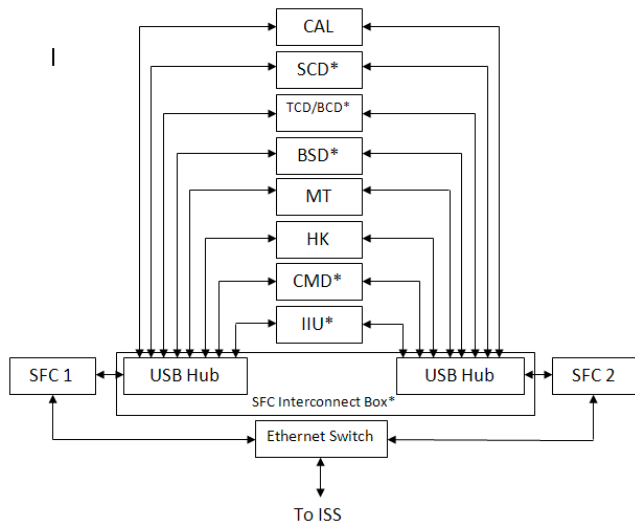 CAL
I
SCD*
TCD/BCD*
BSD*
MT
HK
CMD*
IIU*
SFC 1
USB Hub
USB Hub
SFC 2
SFC Interconnect Box*
Ethernet Switch
To ISS